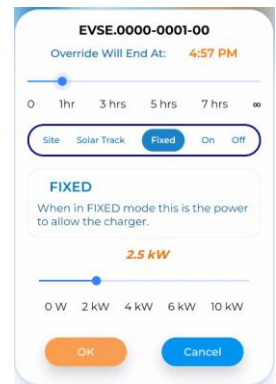 EVSE.0000-0001-00
Override Will End At: 4:57 PM
0 1hr 3 hrs 5 hrs 7 hrs ∞
Site Solar Track Fixed On Off
FIXED
When in FIXED mode this is the power
to allow the charger.
2.5 kW
0 W 2 kW 4 kW 6 kW 10 kW
OK Cancel